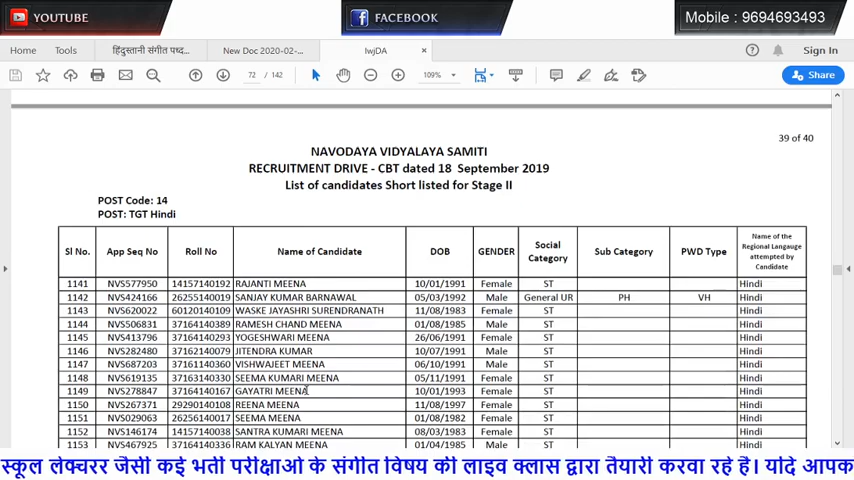 YOUTUBE FACEBOOK Mobile : 9694693493
Home Tools हिंदुस्तानी संगीत पध्द... New Doc 2020-02-... IwjDA × Sign In
72 / 142 109% Share
39 of 40
NAVODAYA VIDYALAYA SAMITI
RECRUITMENT DRIVE - CBT dated 18 September 2019
List of candidates Short listed for Stage II
POST Code: 14
POST: TGT Hindi
Sl No. App Seq No Roll No Name of Candidate DOB GENDER Social Category Sub Category PWD Type Name of the Regional Langauge attempted by Candidate
1141 NVS577950 14157140192 RAJANTI MEENA 10/01/1991 Female ST Hindi
1142 NVS424166 26255140019 SANJAY KUMAR BARNAWAL 05/03/1992 Male General UR PH VH Hindi
1143 NVS620022 60120140109 WASKE JAYASHRI SURENDRANATH 11/08/1983 Female ST Hindi
1144 NVS506831 37164140389 RAMESH CHAND MEENA 01/08/1985 Male ST Hindi
1145 NVS413796 37164140293 YOGESHWARI MEENA 26/06/1991 Female ST Hindi
1146 NVS282480 37162140079 JITENDRA KUMAR 10/07/1991 Male ST Hindi
1147 NVS687203 37161140360 VISHWAJEET MEENA 06/10/1991 Male ST Hindi
1148 NVS619135 37163140330 SEEMA KUMARI MEENA 05/11/1991 Female ST Hindi
1149 NVS278847 37164140167 GAYATRI MEENA 10/01/1993 Female ST Hindi
1150 NVS267371 29290140108 REENA MEENA 11/08/1997 Female ST Hindi
1151 NVS029063 26256140017 SEEMA MEENA 01/08/1982 Female ST Hindi
1152 NVS146174 14157140038 SANTRA KUMARI MEENA 08/03/1983 Female ST Hindi
1153 NVS467925 37164140336 RAM KALYAN MEENA 01/04/1985 Male ST Hindi
स्कूल लेक्चरर जैसी कई भर्ती परीक्षाओं के संगीत विषय की लाइव क्लास द्वारा तैयारी करवा रहे है। यदि आपक